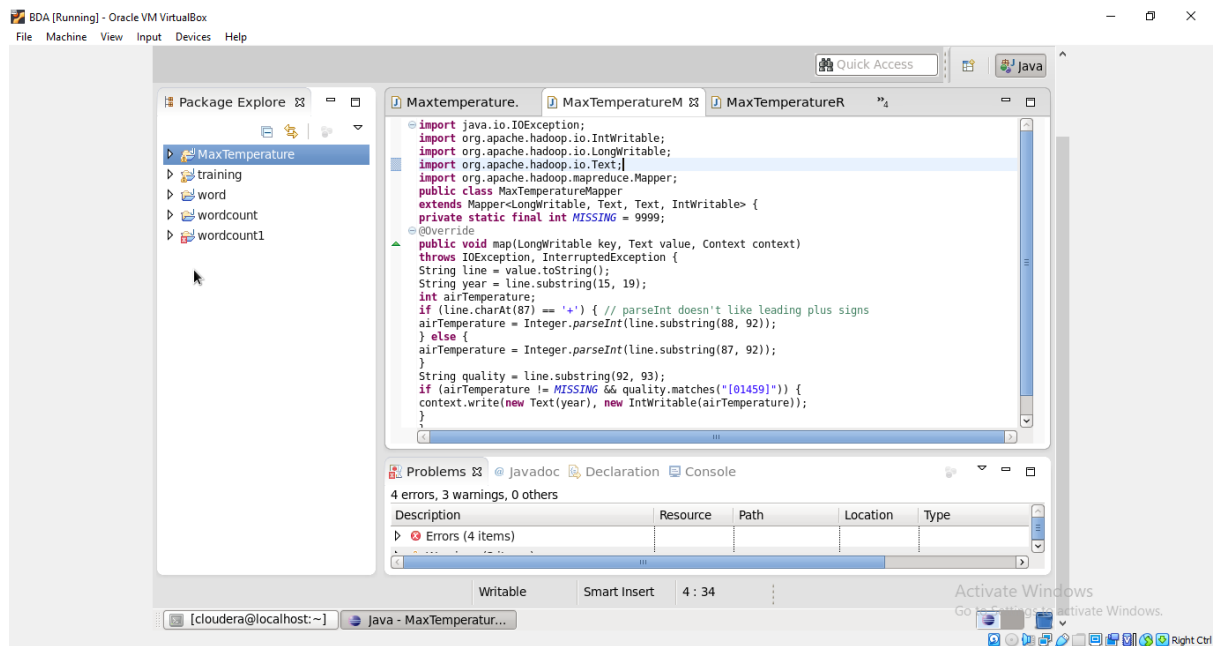 BDA [Running] - Oracle VM VirtualBox
File Machine View Input Devices Help
Quick Access
Java
Package Explore
Maxtemperature.
MaxTemperatureM
MaxTemperatureR
»4
MaxTemperature
training
word
wordcount
wordcount1
import java.io.IOException;
import org.apache.hadoop.io.IntWritable;
import org.apache.hadoop.io.LongWritable;
import org.apache.hadoop.io.Text;
import org.apache.hadoop.mapreduce.Mapper;
public class MaxTemperatureMapper
extends Mapper<LongWritable, Text, Text, IntWritable> {
private static final int MISSING = 9999;
@Override
public void map(LongWritable key, Text value, Context context)
throws IOException, InterruptedException {
String line = value.toString();
String year = line.substring(15, 19);
int airTemperature;
if (line.charAt(87) == '+') { // parseInt doesn't like leading plus signs
airTemperature = Integer.parseInt(line.substring(88, 92));
} else {
airTemperature = Integer.parseInt(line.substring(87, 92));
}
String quality = line.substring(92, 93);
if (airTemperature != MISSING && quality.matches("[01459]")) {
context.write(new Text(year), new IntWritable(airTemperature));
}
Problems @ Javadoc Declaration Console
4 errors, 3 warnings, 0 others
Description Resource Path Location Type
Errors (4 items)
Writable Smart Insert 4 : 34
Activate Windows
Go to Settings to activate Windows.
[cloudera@localhost:~] Java - MaxTemperatur...
Right Ctrl